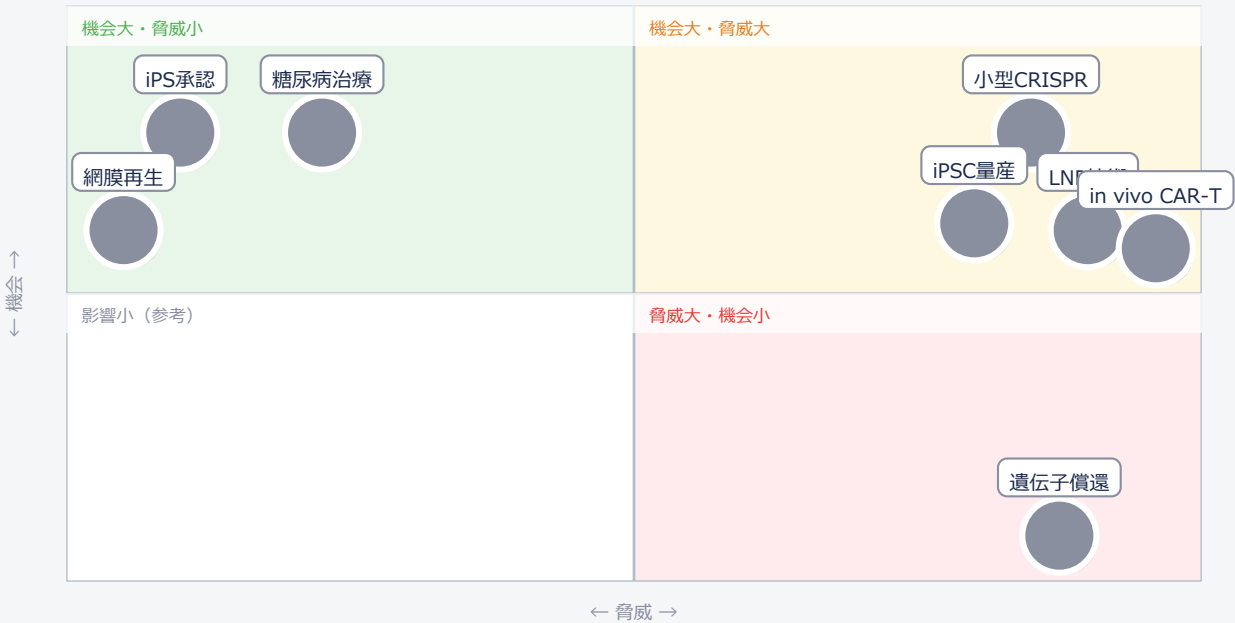 機会大・脅威小
機会大・脅威大
iPS承認
糖尿病治療
小型CRISPR
網膜再生
iPSC量産
in vivo CAR-T
← 機会 →
影響小（参考）
脅威大・機会小
遺伝子償還
← 脅威 →